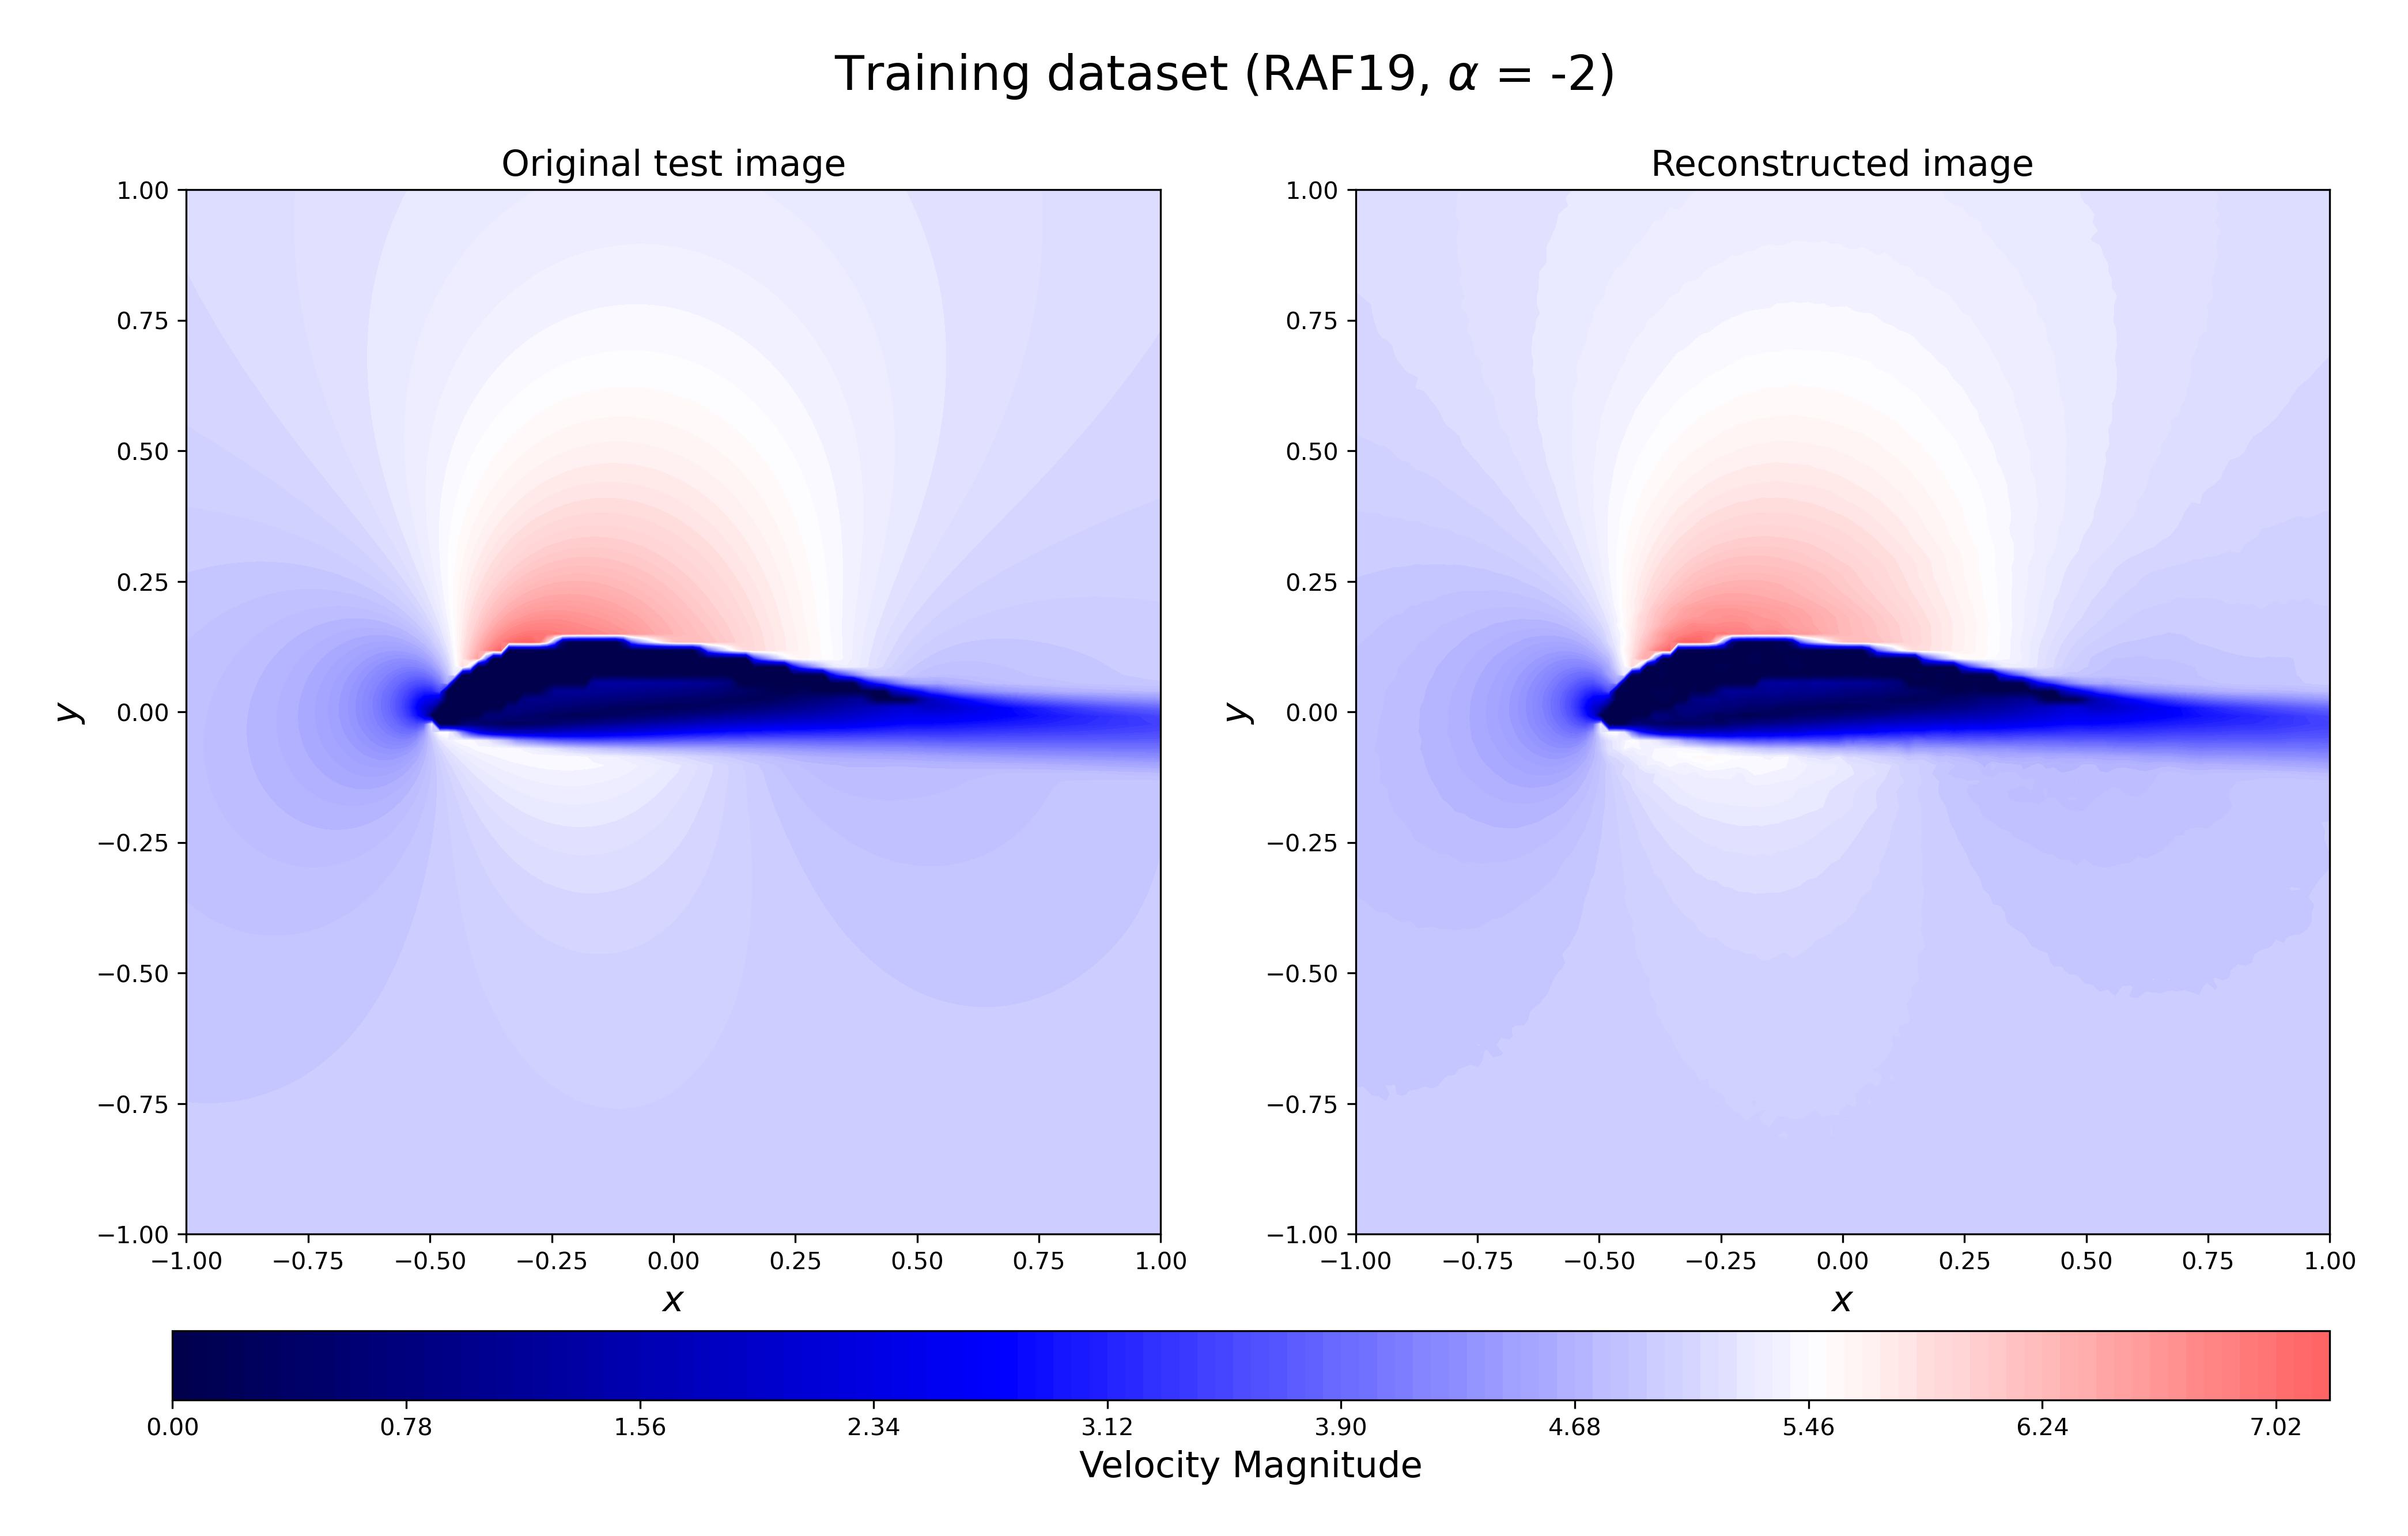 Training dataset (RAF19, α = -2)
Original test image
1.00
0.75
0.50
0.25
0.00
−0.25
−0.50
−0.75
−1.00
y
−1.00 −0.75 −0.50 −0.25 0.00 0.25 0.50 0.75 1.00
x
Reconstructed image
1.00
0.75
0.50
0.25
0.00
−0.25
−0.50
−0.75
−1.00
y
−1.00 −0.75 −0.50 −0.25 0.00 0.25 0.50 0.75 1.00
x
0.00 0.78 1.56 2.34 3.12 3.90 4.68 5.46 6.24 7.02
Velocity Magnitude